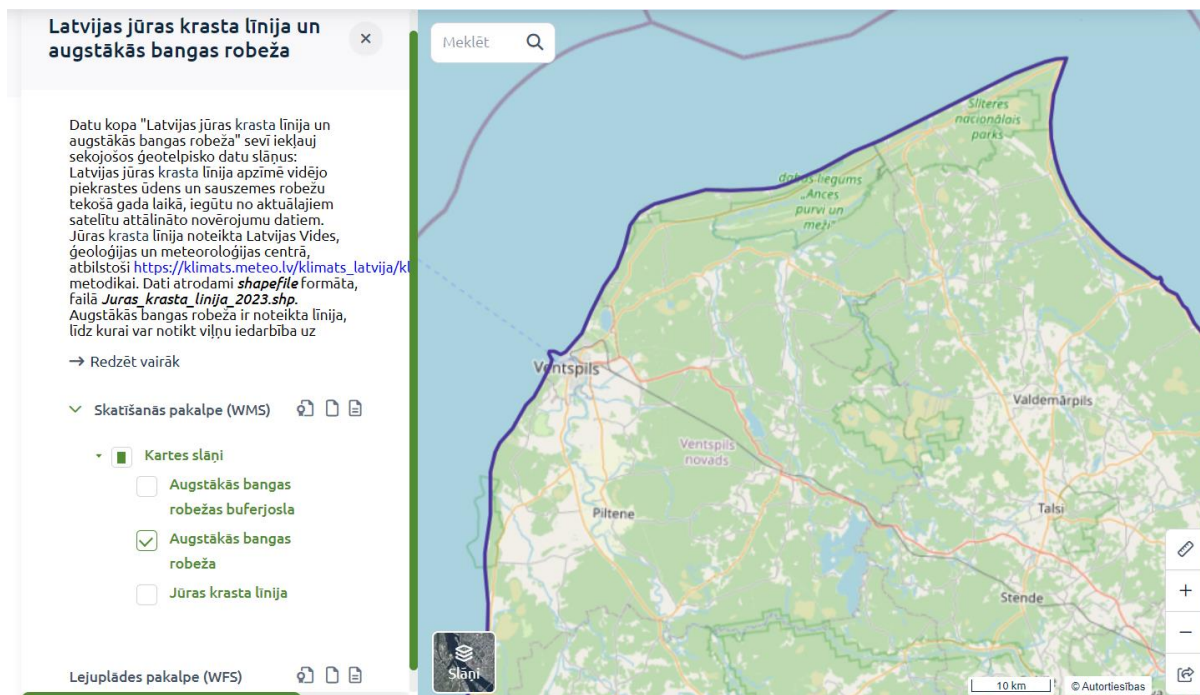 Latvijas jūras krasta līnija un
augstākās bangas robeža
Datu kopa "Latvijas jūras krasta līnija un
augstākās bangas robeža" sevī iekļauj
sekojošos ģeotelpisko datu slāņus:
Latvijas jūras krasta līnija apzīmē vidējo
piekrastes ūdens un sauszemes robežu
tekošā gada laikā, iegūtu no aktuālajiem
satelītu attālināto novērojumu datiem.
Jūras krasta līnija noteikta Latvijas Vides,
ģeoloģijas un meteoroloģijas centrā,
atbilstoši https://klimats.meteo.lv/klimats_latvija/kl
metodikai. Dati atrodami shapefile formāta,
failā Juras_krasta_linija_2023.shp.
Augstākās bangas robeža ir noteikta līnija,
līdz kurai var notikt viļņu iedarbība uz
→ Redzēt vairāk
Skatīšanās pakalpe (WMS)
Kartes slāņi
Augstākās bangas
robežas buferjosla
Augstākās bangas
robeža
Jūras krasta līnija
Lejuplādes pakalpe (WFS)
Meklēt
Slīteres
nacionālais
parks
dabas liegums
„Ances
purvi un
meži"
Ventspils
Valdemārpils
Ventspils
novads
Piltene
Talsi
Stende
Slāņi
10 km
© Autortiesības